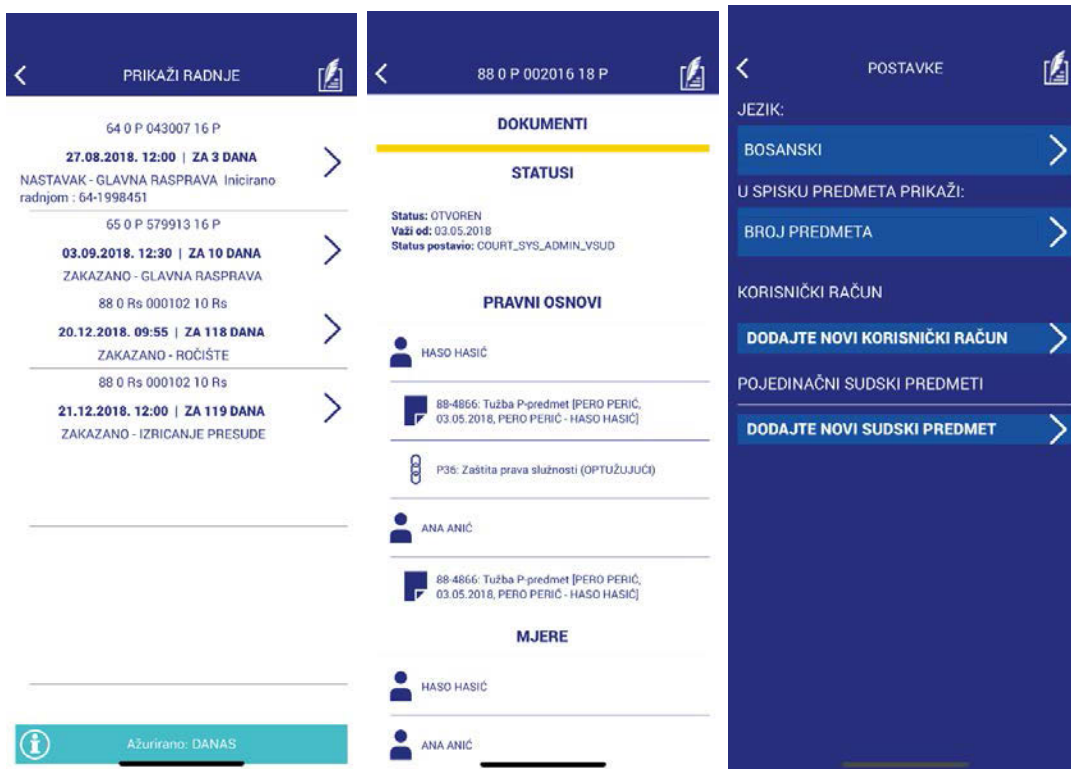 PRIKAŽI RADNJE
64 0 P 043007 16 P
27.08.2018. 12:00 | ZA 3 DANA
NASTAVAK - GLAVNA RASPRAVA Inicirano
radnjom : 64-1998451
65 0 P 579913 16 P
03.09.2018. 12:30 | ZA 10 DANA
ZAKAZANO - GLAVNA RASPRAVA
88 0 Rs 000102 10 Rs
20.12.2018. 09:55 | ZA 118 DANA
ZAKAZANO - ROČIŠTE
88 0 Rs 000102 10 Rs
21.12.2018. 12:00 | ZA 119 DANA
ZAKAZANO - IZRICANJE PRESUDE
Ažurirano: DANAS
88 0 P 002016 18 P
DOKUMENTI
STATUSI
Status: OTVOREN
Važi od: 03.05.2018
Status postavio: COURT_SYS_ADMIN_VSUD
PRAVNI OSNOVI
HASO HASIĆ
88-4866: Tužba P-predmet [PERO PERIĆ,
03.05.2018, PERO PERIĆ - HASO HASIĆ]
P36: Zaštita prava služnosti (OPTUŽUJUĆI)
ANA ANIĆ
88-4866: Tužba P-predmet [PERO PERIĆ,
03.05.2018, PERO PERIĆ - HASO HASIĆ]
MJERE
HASO HASIĆ
ANA ANIĆ
POSTAVKE
JEZIK:
BOSANSKI
U SPISKU PREDMETA PRIKAŽI:
BROJ PREDMETA
KORISNIČKI RAČUN
DODAJTE NOVI KORISNIČKI RAČUN
POJEDINAČNI SUDSKI PREDMETI
DODAJTE NOVI SUDSKI PREDMET